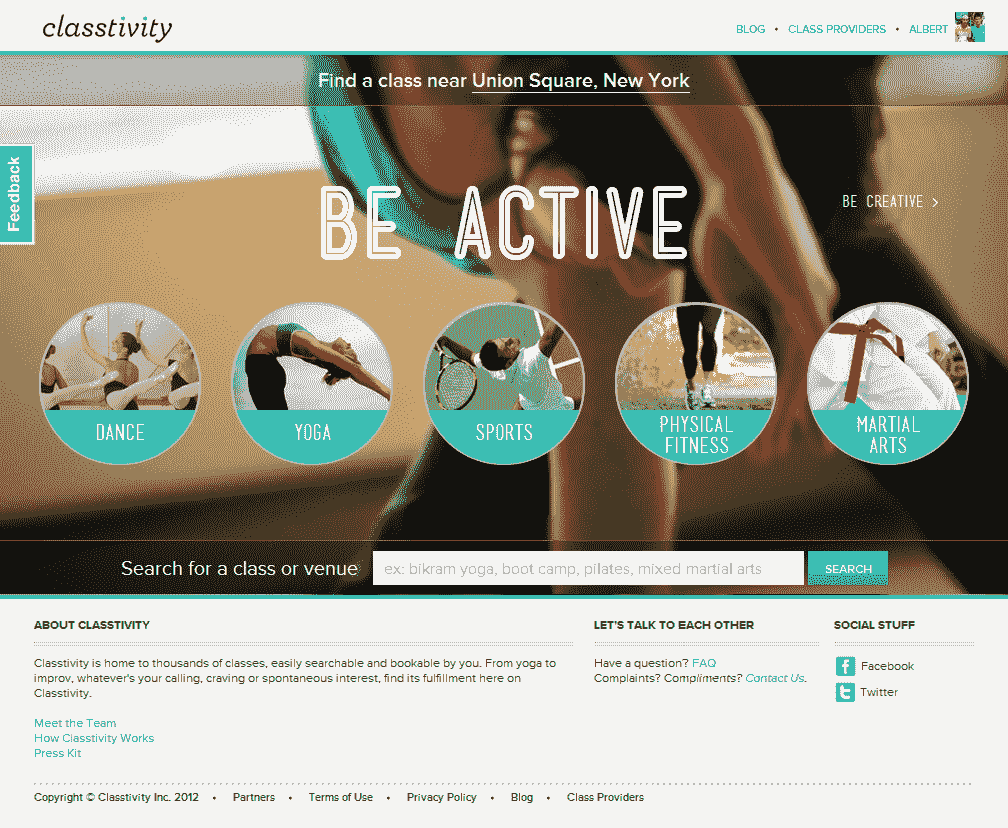 classtivity
BLOG • CLASS PROVIDERS • ALBERT
Find a class near Union Square, New York
Feedback
BE ACTIVE
BE CREATIVE >
DANCE
YOGA
SPORTS
PHYSICAL
FITNESS
MARTIAL
ARTS
Search for a class or venue
ex: bikram yoga, boot camp, pilates, mixed martial arts
SEARCH
ABOUT CLASSTIVITY
Classtivity is home to thousands of classes, easily searchable and bookable by you. From yoga to
improv, whatever's your calling, craving or spontaneous interest, find its fulfillment here on
Classtivity.
Meet the Team
How Classtivity Works
Press Kit
LET'S TALK TO EACH OTHER
Have a question? FAQ
Complaints? Compliments? Contact Us.
SOCIAL STUFF
f Facebook
t Twitter
Copyright © Classtivity Inc. 2012 • Partners • Terms of Use • Privacy Policy • Blog • Class Providers